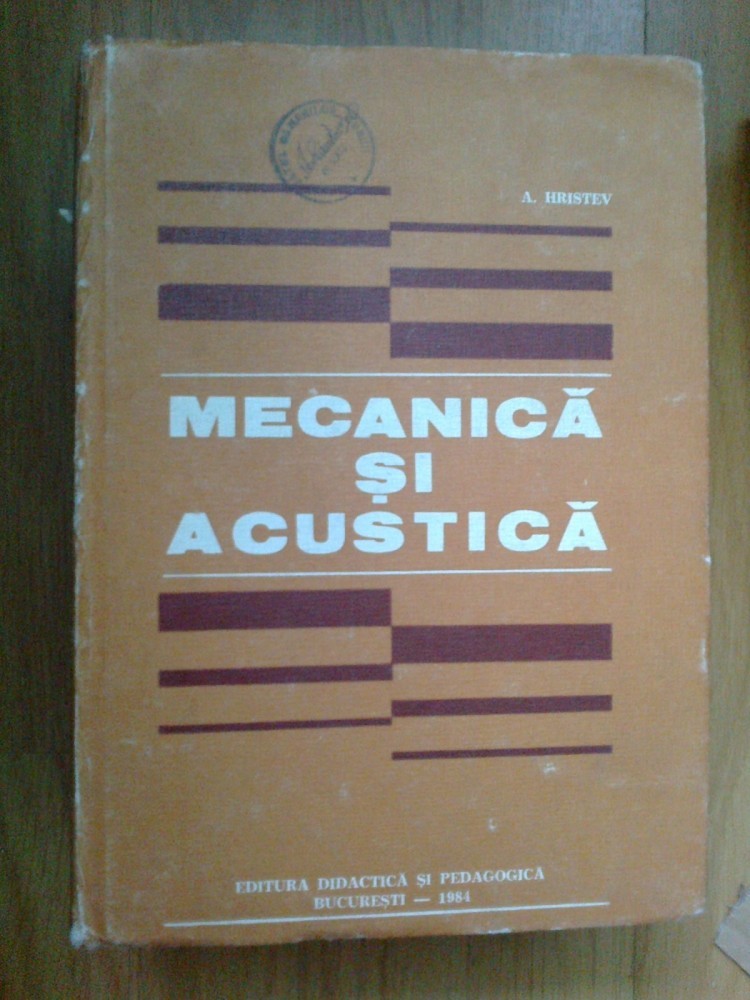 A. HRISTEV
MECANICĂ
ȘI
ACUSTICĂ
EDITURA DIDACTICĂ ȘI PEDAGOGICĂ
BUCUREȘTI — 1984